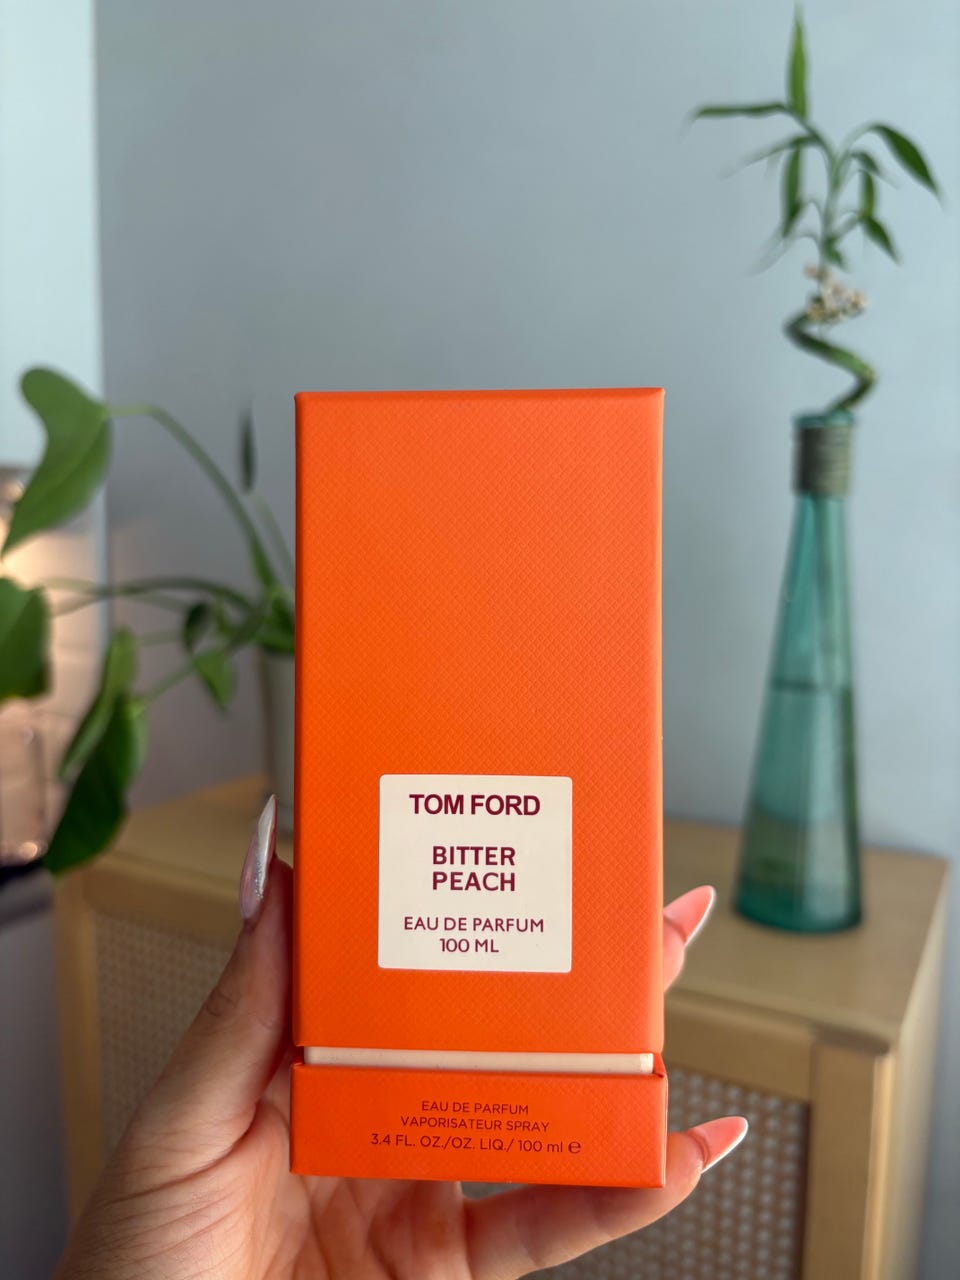 TOM FORD
BITTER
PEACH
EAU DE PARFUM
100 ML
EAU DE PARFUM
VAPORISATEUR SPRAY
3.4 FL. OZ./OZ. LIQ./ 100 ml ℮